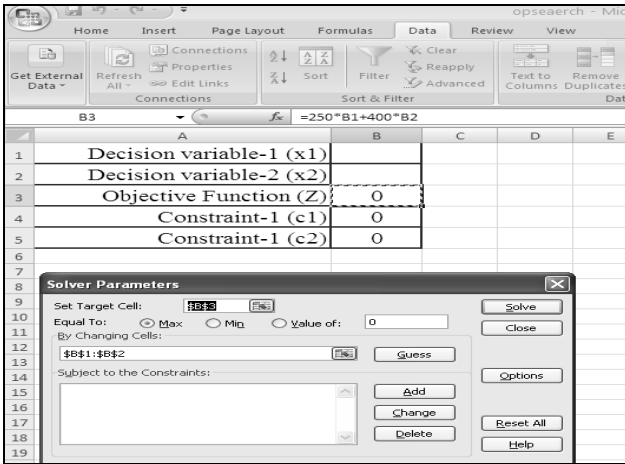 opseaerch - Mic
Home Insert Page Layout Formulas Data Review View
Get External Data
Refresh All
Connections
Properties
Edit Links
Connections
Sort
Filter
Clear
Reapply
Advanced
Sort & Filter
Text to Columns
Remove Duplicates
Dat
B3 fx =250*B1+400*B2
A B C D E
1 Decision variable-1 (x1)
2 Decision variable-2 (x2)
3 Objective Function (Z) 0
4 Constraint-1 (c1) 0
5 Constraint-1 (c2) 0
6
7
8
9
10
11
12
13
14
15
16
17
18
19
Solver Parameters
Set Target Cell: $B$3 Solve
Equal To: Max Min Value of: 0 Close
By Changing Cells:
$B$1:$B$2 Guess
Subject to the Constraints: Options
Add
Change
Delete
Reset All
Help